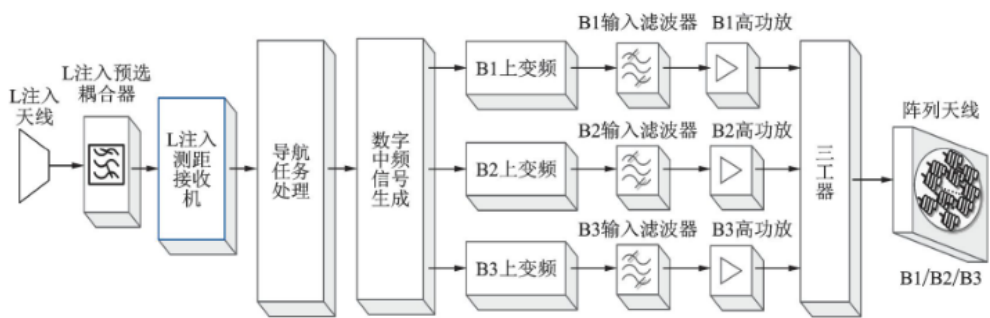 L注入
天线
L注入预选
耦合器
L注入
测距
接收
机
导航
任务
处理
数字
中频
信号
生成
B1上变频
B1输入滤波器
B1高功放
B2上变频
B2输入滤波器
B2高功放
B3上变频
B3输入滤波器
B3高功放
三工器
阵列天线
B1/B2/B3